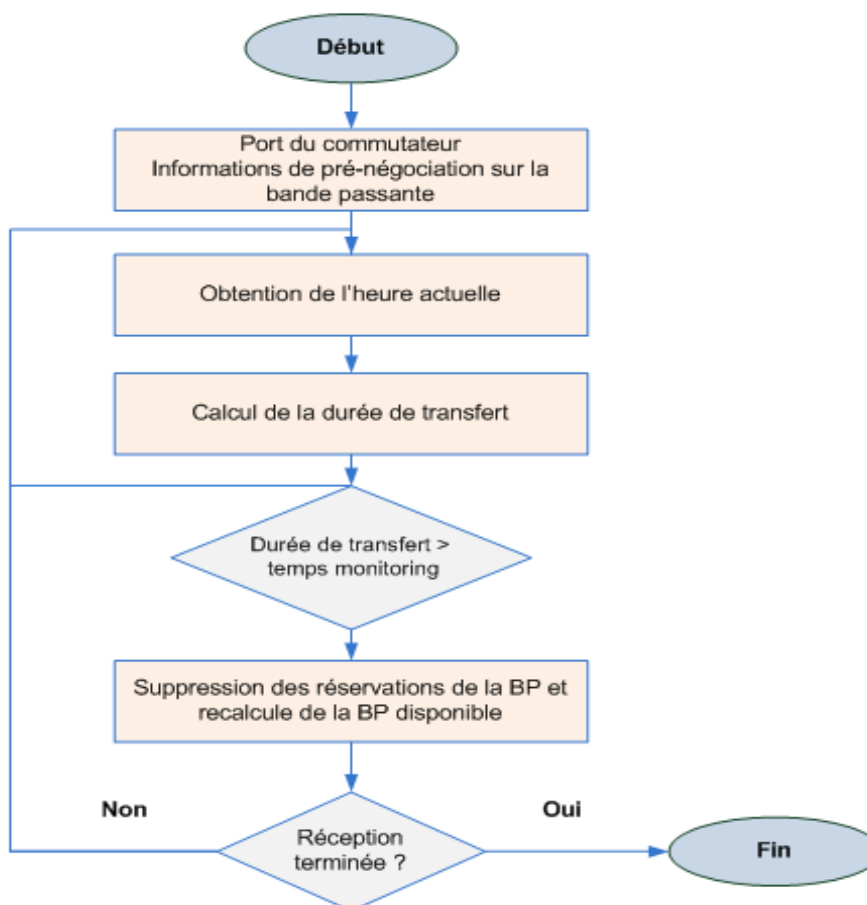 Début
Port du commutateur
Informations de pré-négociation sur la
bande passante
Obtention de l'heure actuelle
Calcul de la durée de transfert
Durée de transfert >
temps monitoring
Suppression des réservations de la BP et
recalcule de la BP disponible
Non
Oui
Réception
terminée ?
Fin